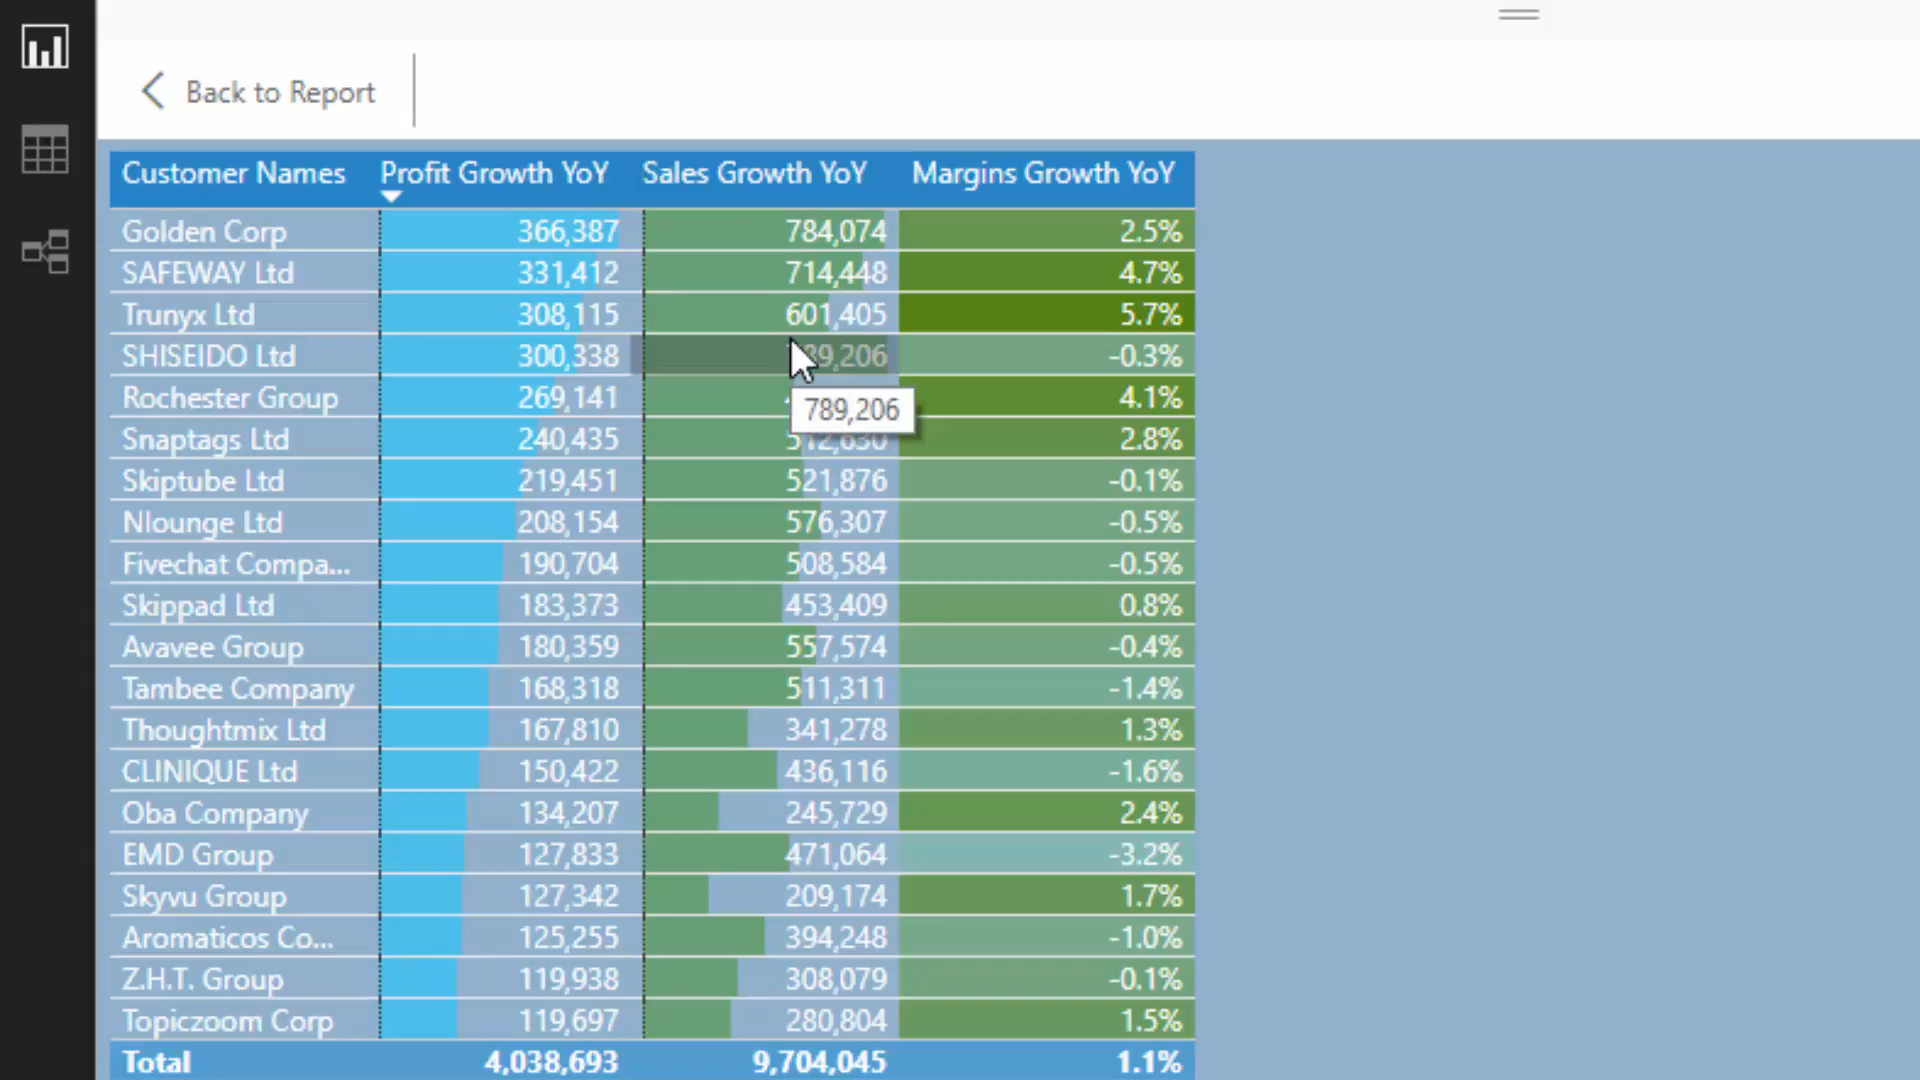 Back to Report
Customer Names Profit Growth YoY Sales Growth YoY Margins Growth YoY
Golden Corp 366,387 784,074 2.5%
SAFEWAY Ltd 331,412 714,448 4.7%
Trunyx Ltd 308,115 601,405 5.7%
SHISEIDO Ltd 300,338 89,206 -0.3%
Rochester Group 269,141 4.1%
789,206
Snaptags Ltd 240,435 512,630 2.8%
Skiptube Ltd 219,451 521,876 -0.1%
Nlounge Ltd 208,154 576,307 -0.5%
Fivechat Compa... 190,704 508,584 -0.5%
Skippad Ltd 183,373 453,409 0.8%
Avavee Group 180,359 557,574 -0.4%
Tambee Company 168,318 511,311 -1.4%
Thoughtmix Ltd 167,810 341,278 1.3%
CLINIQUE Ltd 150,422 436,116 -1.6%
Oba Company 134,207 245,729 2.4%
EMD Group 127,833 471,064 -3.2%
Skyvu Group 127,342 209,174 1.7%
Aromaticos Co... 125,255 394,248 -1.0%
Z.H.T. Group 119,938 308,079 -0.1%
Topiczoom Corp 119,697 280,804 1.5%
Total 4,038,693 9,704,045 1.1%